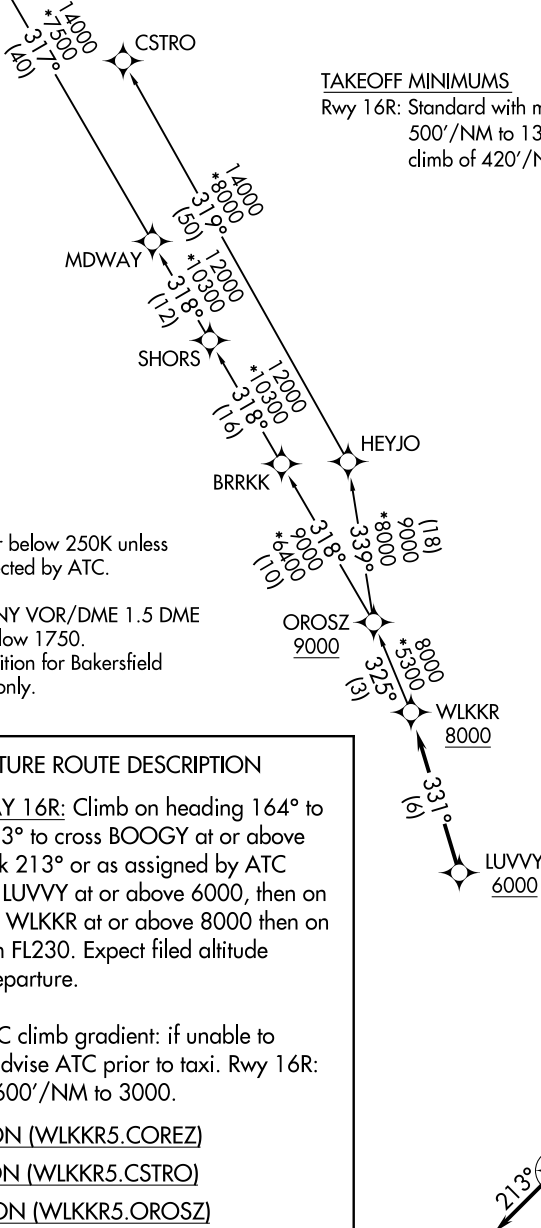 14000
*7500
317°
(40)
CSTRO
TAKEOFF MINIMUMS
Rwy 16R: Standard with m
500'/NM to 13
climb of 420'/N
14000
*8000
319°
(50)
MDWAY
12000
*10300
318°
(12)
SHORS
12000
*10300
318°
(16)
HEYJO
BRRKK
r below 250K unless
cted by ATC.
9000
*6400
318°
(10)
(18)
9000
*8000
339°
NY VOR/DME 1.5 DME
low 1750.
ition for Bakersfield
only.
OROSZ
9000
8000
*5300
325°
(3)
WLKKR
8000
TURE ROUTE DESCRIPTION
AY 16R: Climb on heading 164° to
3° to cross BOOGY at or above
k 213° or as assigned by ATC
LUVVY at or above 6000, then on
WLKKR at or above 8000 then on
n FL230. Expect filed altitude
eparture.
331°
(6)
LUVVY
6000
C climb gradient: if unable to
dvise ATC prior to taxi. Rwy 16R:
600'/NM to 3000.
ON (WLKKR5.COREZ)
ON (WLKKR5.CSTRO)
ON (WLKKR5.OROSZ)
213°